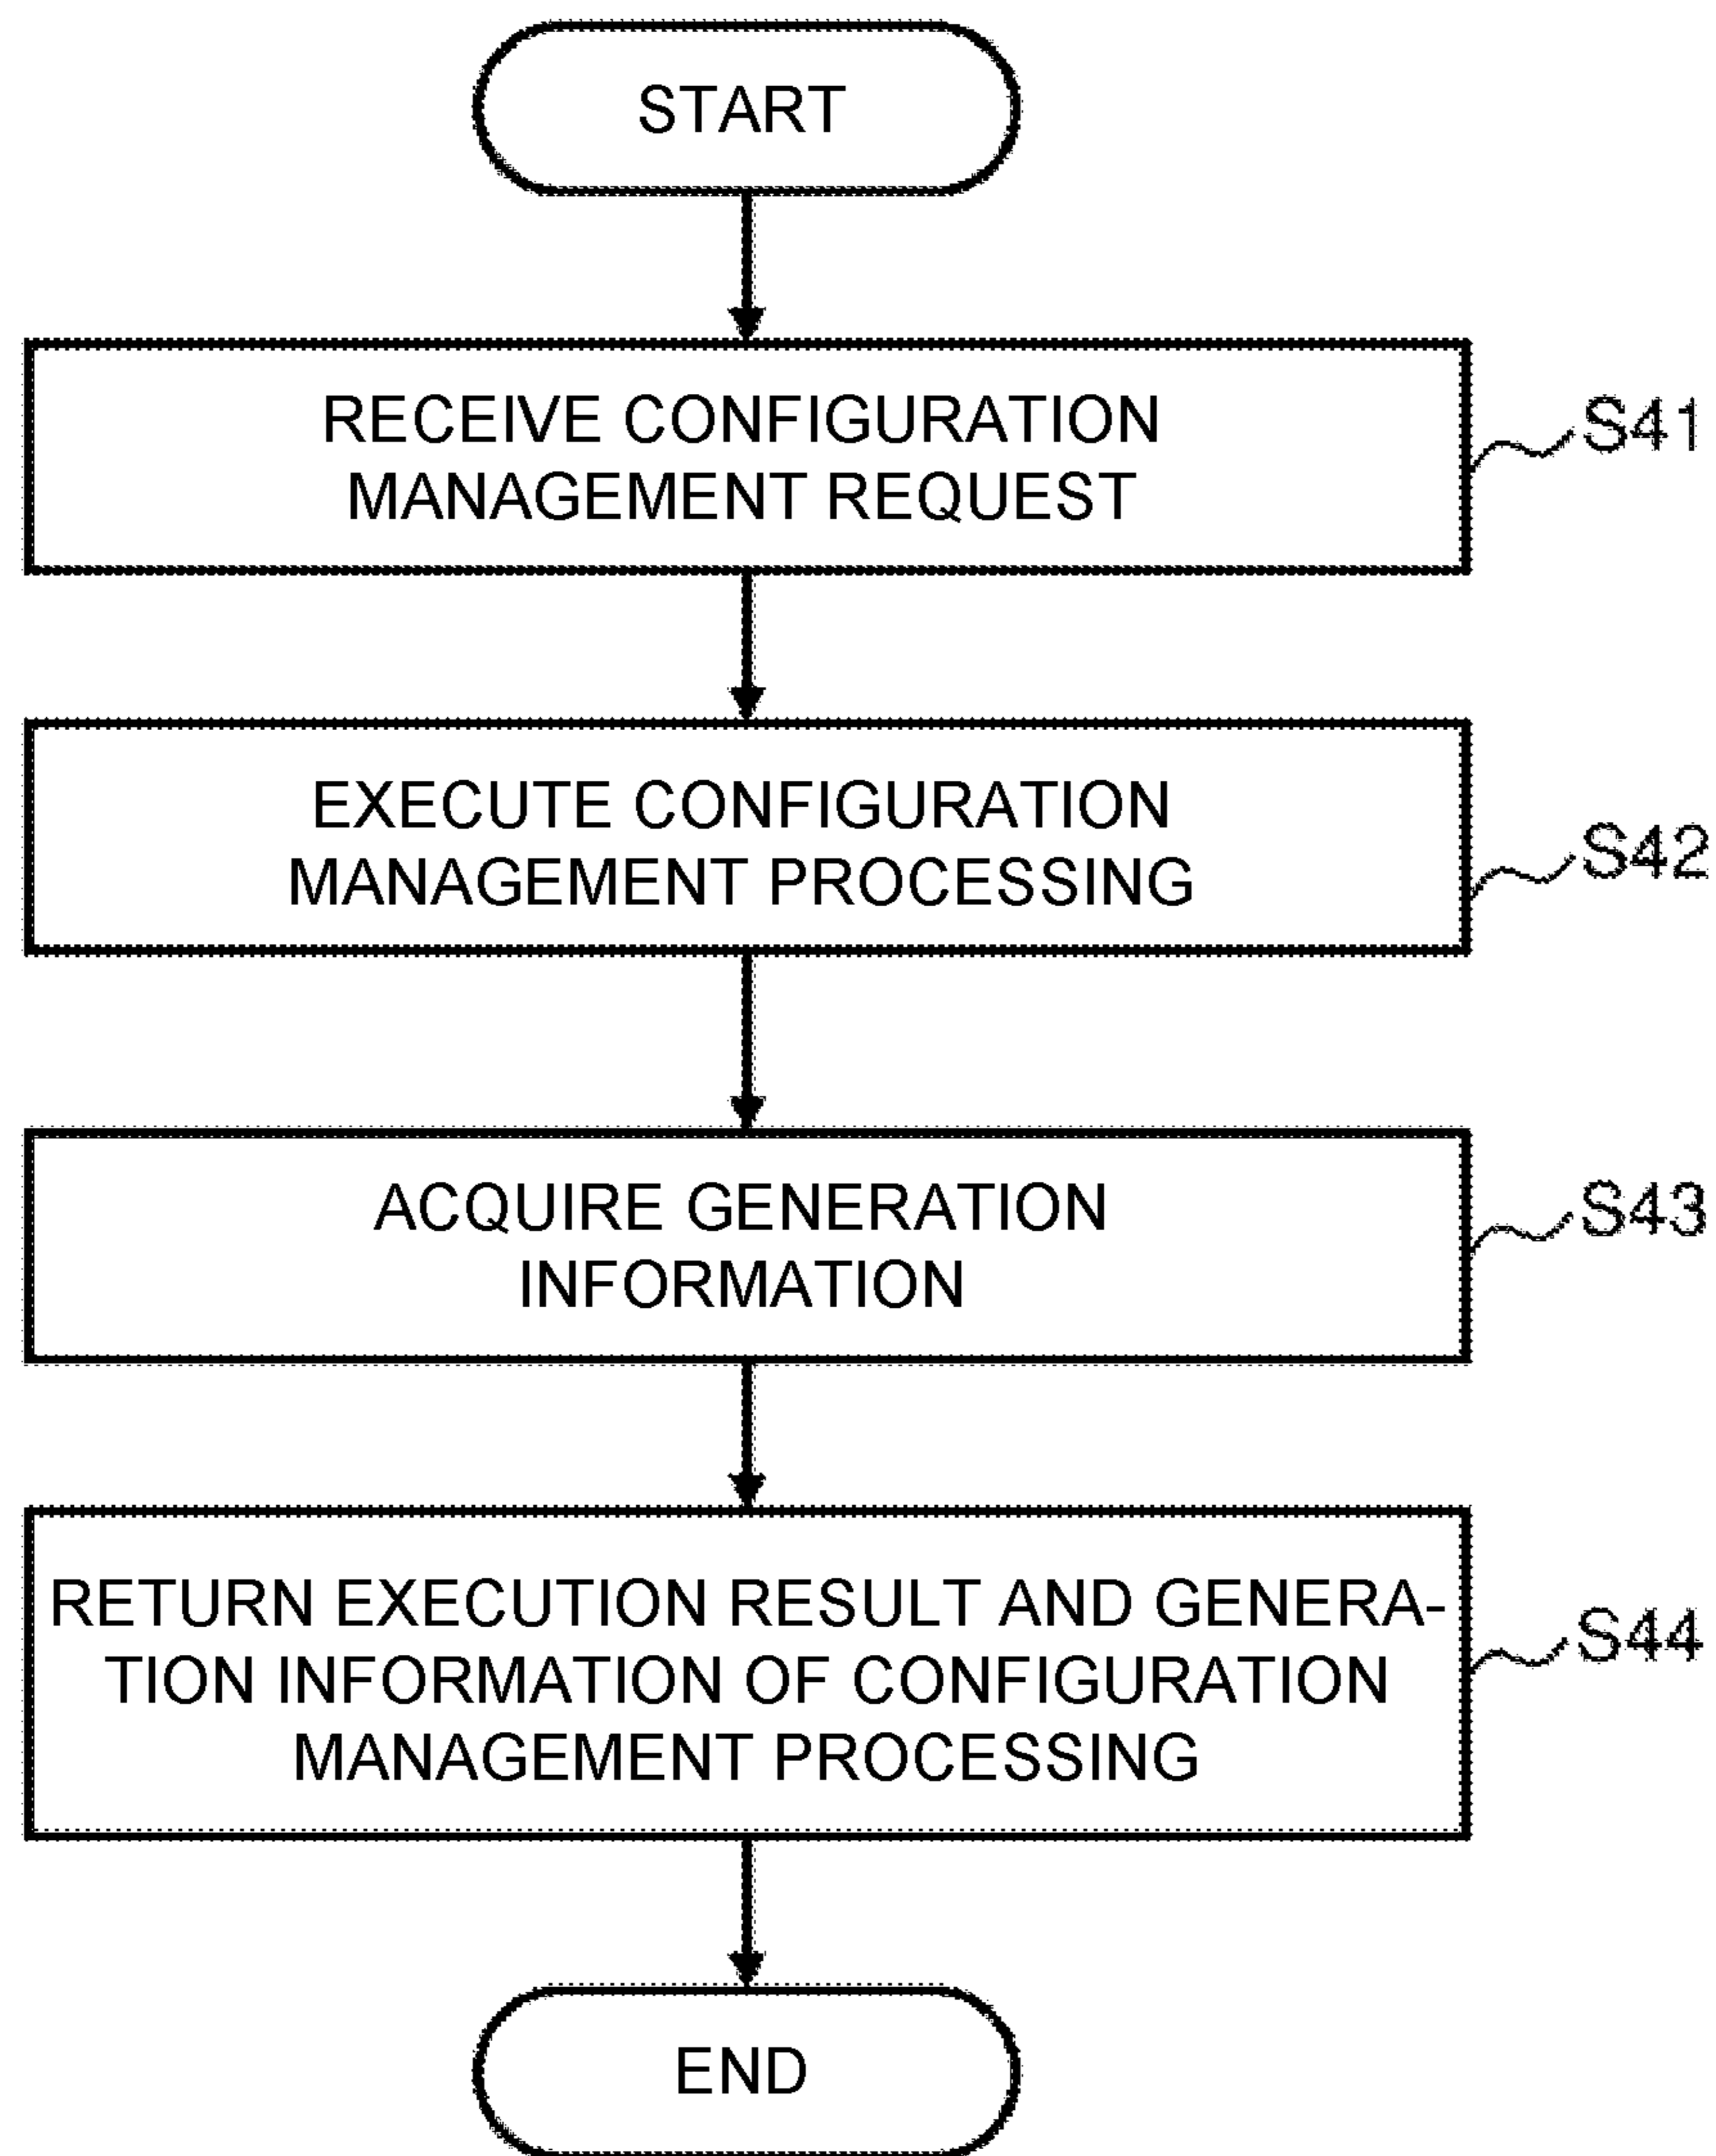 START
RECEIVE CONFIGURATION
MANAGEMENT REQUEST
S41
EXECUTE CONFIGURATION
MANAGEMENT PROCESSING
S42
ACQUIRE GENERATION
INFORMATION
S43
RETURN EXECUTION RESULT AND GENERA-
TION INFORMATION OF CONFIGURATION
MANAGEMENT PROCESSING
S44
END